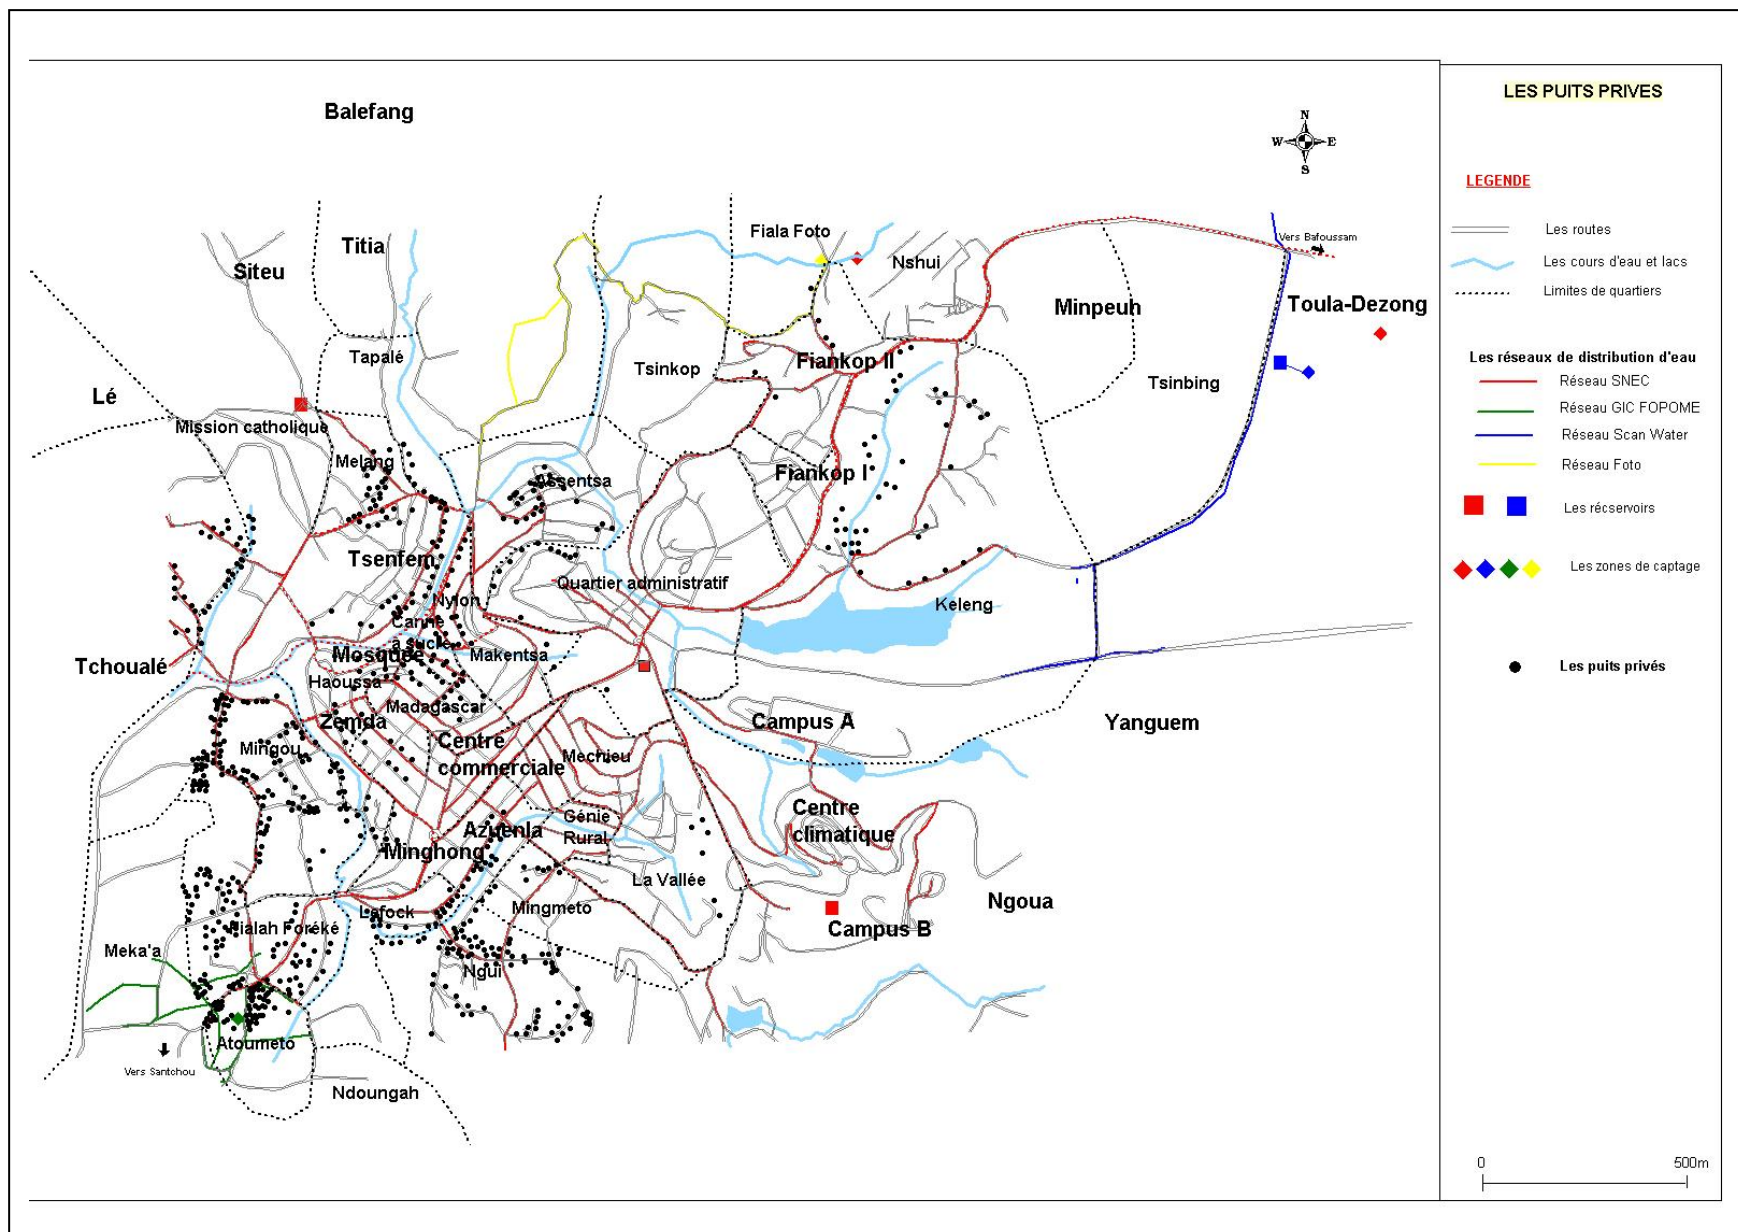 LES PUITS PRIVES
Balefang
N
W
E
S
LEGENDE
Les routes
Fiala Foto
Vers Bafoussam
Titia
Nshui
Siteu
Les cours d'eau et lacs
Limites de quartiers
Minpeuh
Toula-Dezong
Tapalé
Tsinkop
Fiankop II
Les réseaux de distribution d'eau
Réseau SNEC
Tsinbing
Lé
Réseau GIC FOPOME
Mission catholique
Réseau Scan Water
Melang
Réseau Foto
Fiankop I
Assentsa
Les récservoirs
Tsenfem
Les zones de captage
Quartier administratif
Nylon
Keleng
Canne
à sucre
Mosquée
Makentsa
Tchoualé
Les puits privés
Haoussa
Madagascar
Zemda
Campus A
Yanguem
Centre
commerciale
Mingou
Mechieu
Centre
climatique
Génie
Rural
Azuenla
Minghong
La Vallée
Ngoua
Lefock
Mingmeto
Fialah Foréké
Campus B
Meka'a
Ngui
Atoumeto
Vers Santchou
Ndoungah
0
500m